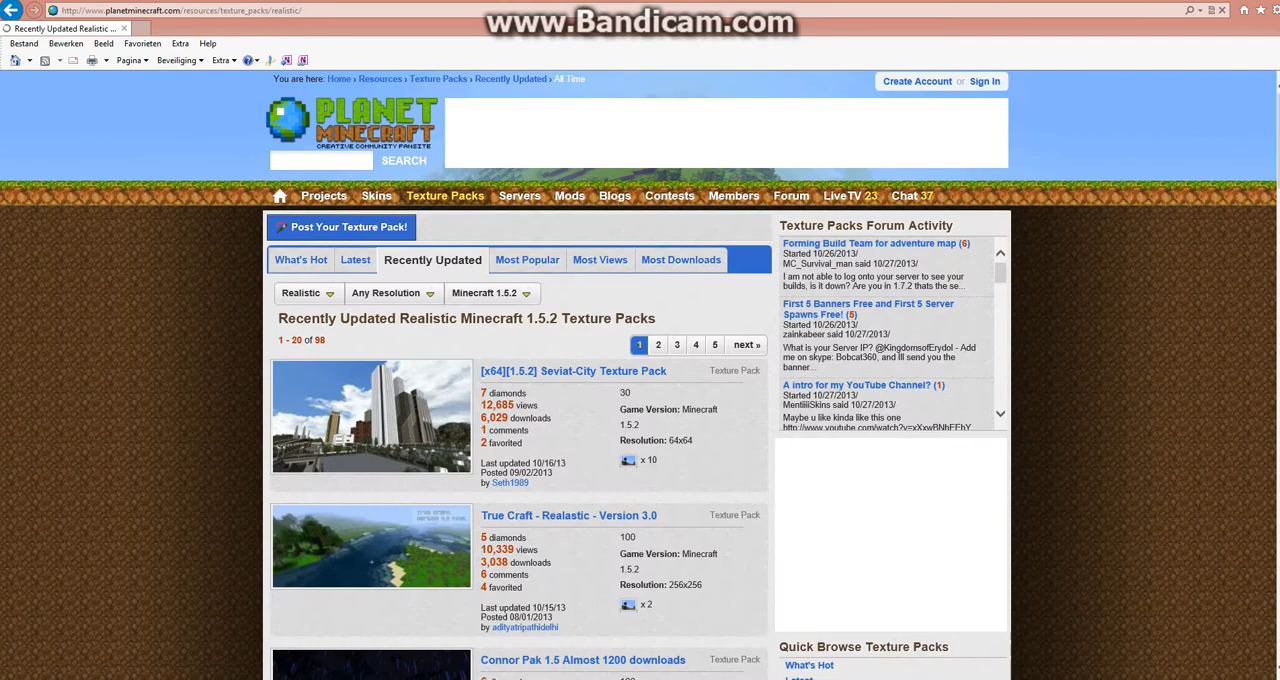 www.Bandicam.com
http://www.planetminecraft.com/resources/texture_packs/realistic/
Recently Updated Realistic ...
Bestand Bewerken Beeld Favorieten Extra Help
Pagina Beveiliging Extra
You are here: Home › Resources › Texture Packs › Recently Updated › All Time
Create Account or Sign In
PLANET
MINECRAFT
CREATIVE COMMUNITY FANSITE
SEARCH
Projects Skins Texture Packs Servers Mods Blogs Contests Members Forum LiveTV 23 Chat 37
Post Your Texture Pack!
What's Hot Latest Recently Updated Most Popular Most Views Most Downloads
Realistic Any Resolution Minecraft 1.5.2
Recently Updated Realistic Minecraft 1.5.2 Texture Packs
1 - 20 of 98
1 2 3 4 5 next »
[x64][1.5.2] Seviat-City Texture Pack
Texture Pack
7 diamonds
12,685 views
6,029 downloads
1 comments
2 favorited
Last updated 10/16/13
Posted 09/02/2013
by Seth1989
30
Game Version: Minecraft
1.5.2
Resolution: 64x64
x 10
TRUE CRAFT -
VERSION 3.0
True Craft - Realastic - Version 3.0
Texture Pack
5 diamonds
10,339 views
3,038 downloads
6 comments
4 favorited
Last updated 10/15/13
Posted 08/01/2013
by adityatripathidelhi
100
Game Version: Minecraft
1.5.2
Resolution: 256x256
x 2
Connor Pak 1.5 Almost 1200 downloads
Texture Pack
Texture Packs Forum Activity
Forming Build Team for adventure map (6)
Started 10/26/2013/
MC_Survival_man said 10/27/2013/
I am not able to log onto your server to see your
builds, is it down? Are you in 1.7.2 thats the se...
First 5 Banners Free and First 5 Server
Spawns Free! (5)
Started 10/26/2013/
zainkabeer said 10/27/2013/
What is your Server IP? @KingdomsofErydol - Add
me on skype: Bobcat360, and Ill send you the
banner...
A intro for my YouTube Channel? (1)
Started 10/27/2013/
MentiiiiSkins said 10/27/2013/
Maybe u like kinda like this one
Quick Browse Texture Packs
What's Hot